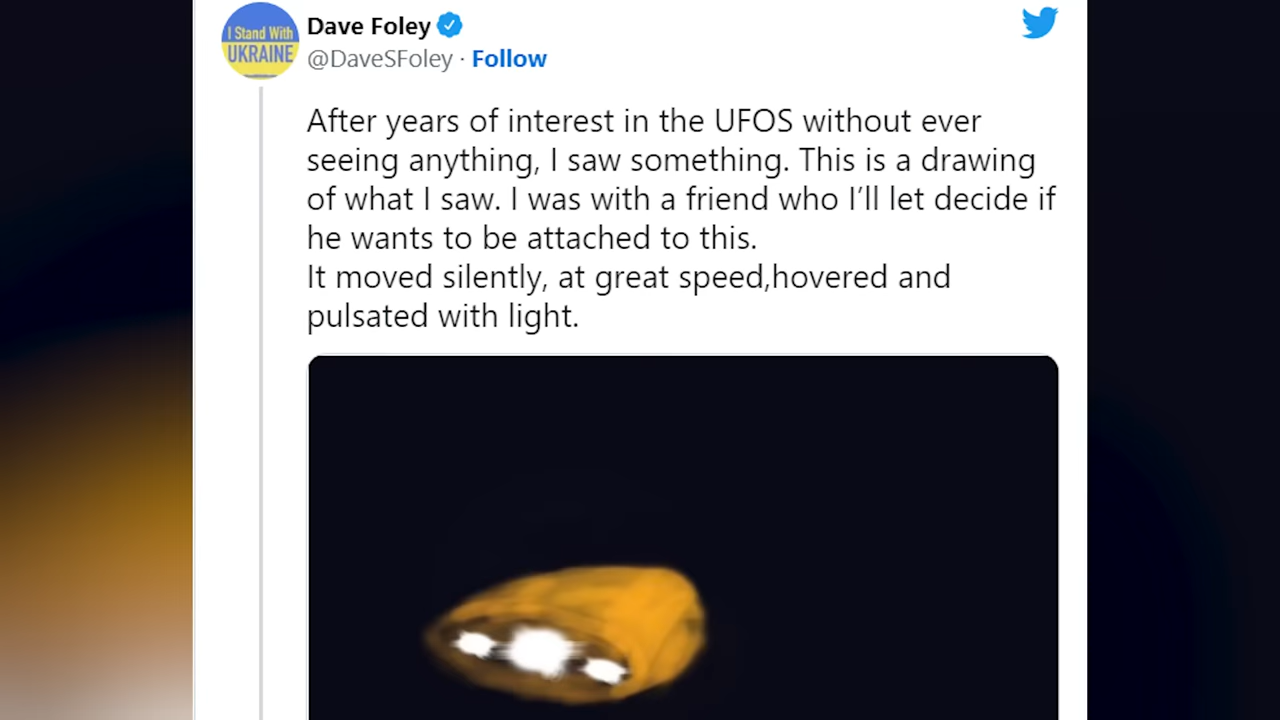 I Stand With
UKRAINE
Dave Foley
@DaveSFoley · Follow
After years of interest in the UFOS without ever
seeing anything, I saw something. This is a drawing
of what I saw. I was with a friend who I’ll let decide if
he wants to be attached to this.
It moved silently, at great speed,hovered and
pulsated with light.